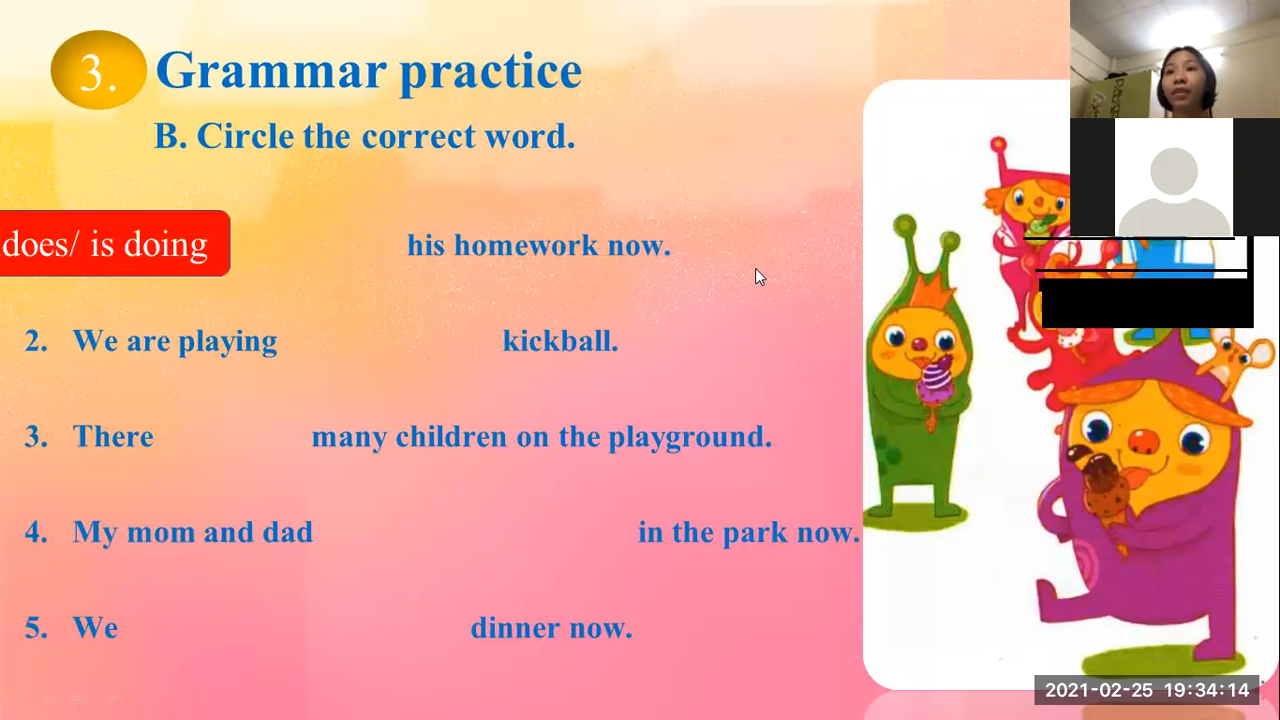 3. Grammar practice
B. Circle the correct word.
does/ is doing his homework now.
2. We are playing kickball.
3. There many children on the playground.
4. My mom and dad in the park now.
5. We dinner now.
2021-02-25 19:34:14